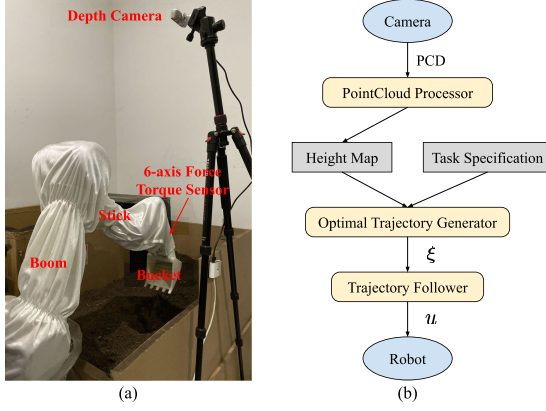 Depth Camera
6-axis Force
Torque Sensor
Stick
Boom
Bucket
(a)
Camera
PCD
PointCloud Processor
Height Map
Task Specification
Optimal Trajectory Generator
ξ
Trajectory Follower
u
Robot
(b)